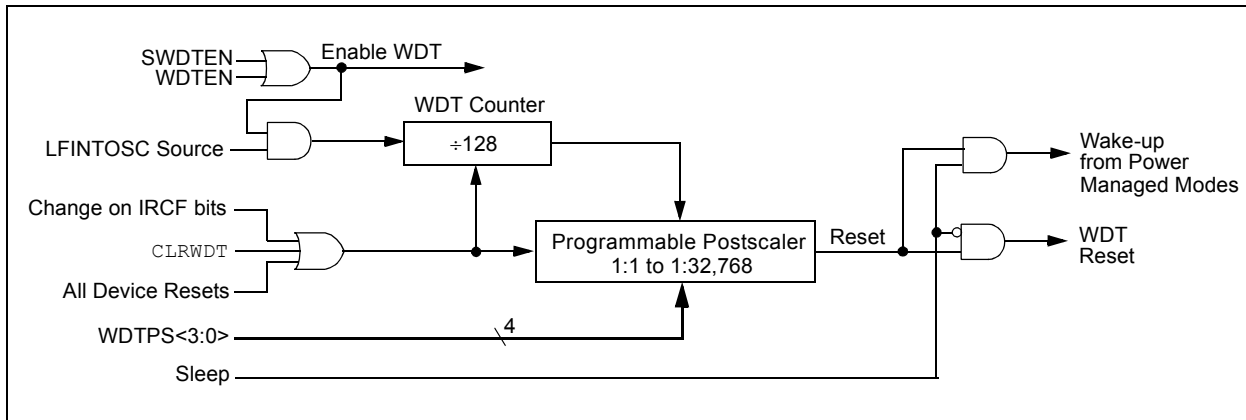 SWDTEN
WDTEN
Enable WDT
WDT Counter
÷128
LFINTOSC Source
Wake-up
from Power
Managed Modes
Change on IRCF bits
CLRWDT
All Device Resets
Programmable Postscaler
1:1 to 1:32,768
Reset
WDT
Reset
WDTPS<3:0>
4
Sleep